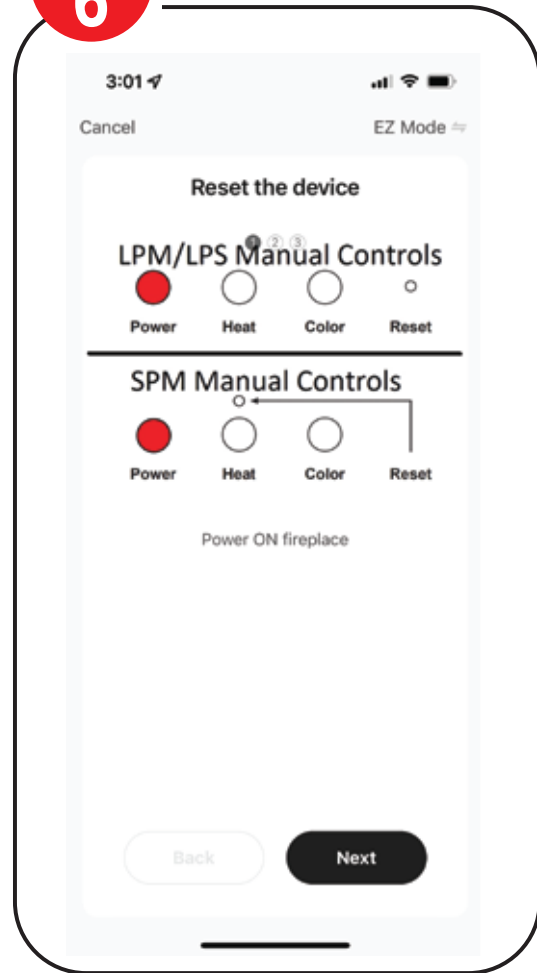 6
3:01
Cancel EZ Mode
Reset the device
1 2 3
LPM/LPS Manual Controls
Power Heat Color Reset
SPM Manual Controls
Power Heat Color Reset
Power ON fireplace
Back Next